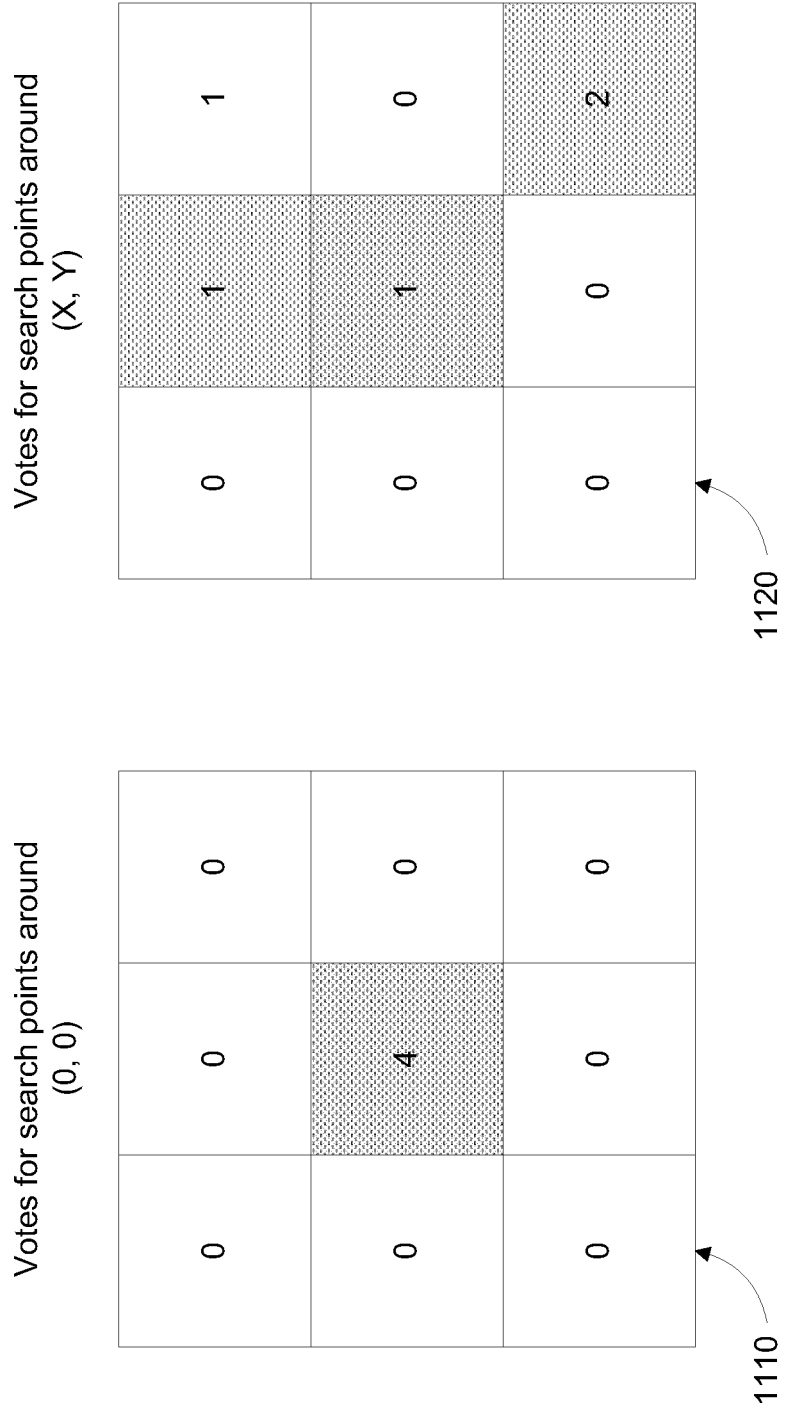 Votes for search points around
(0, 0)
0 0 0
0 4 0
0 0 0
1110
Votes for search points around
(X, Y)
0 1 1
0 1 0
0 0 2
1120